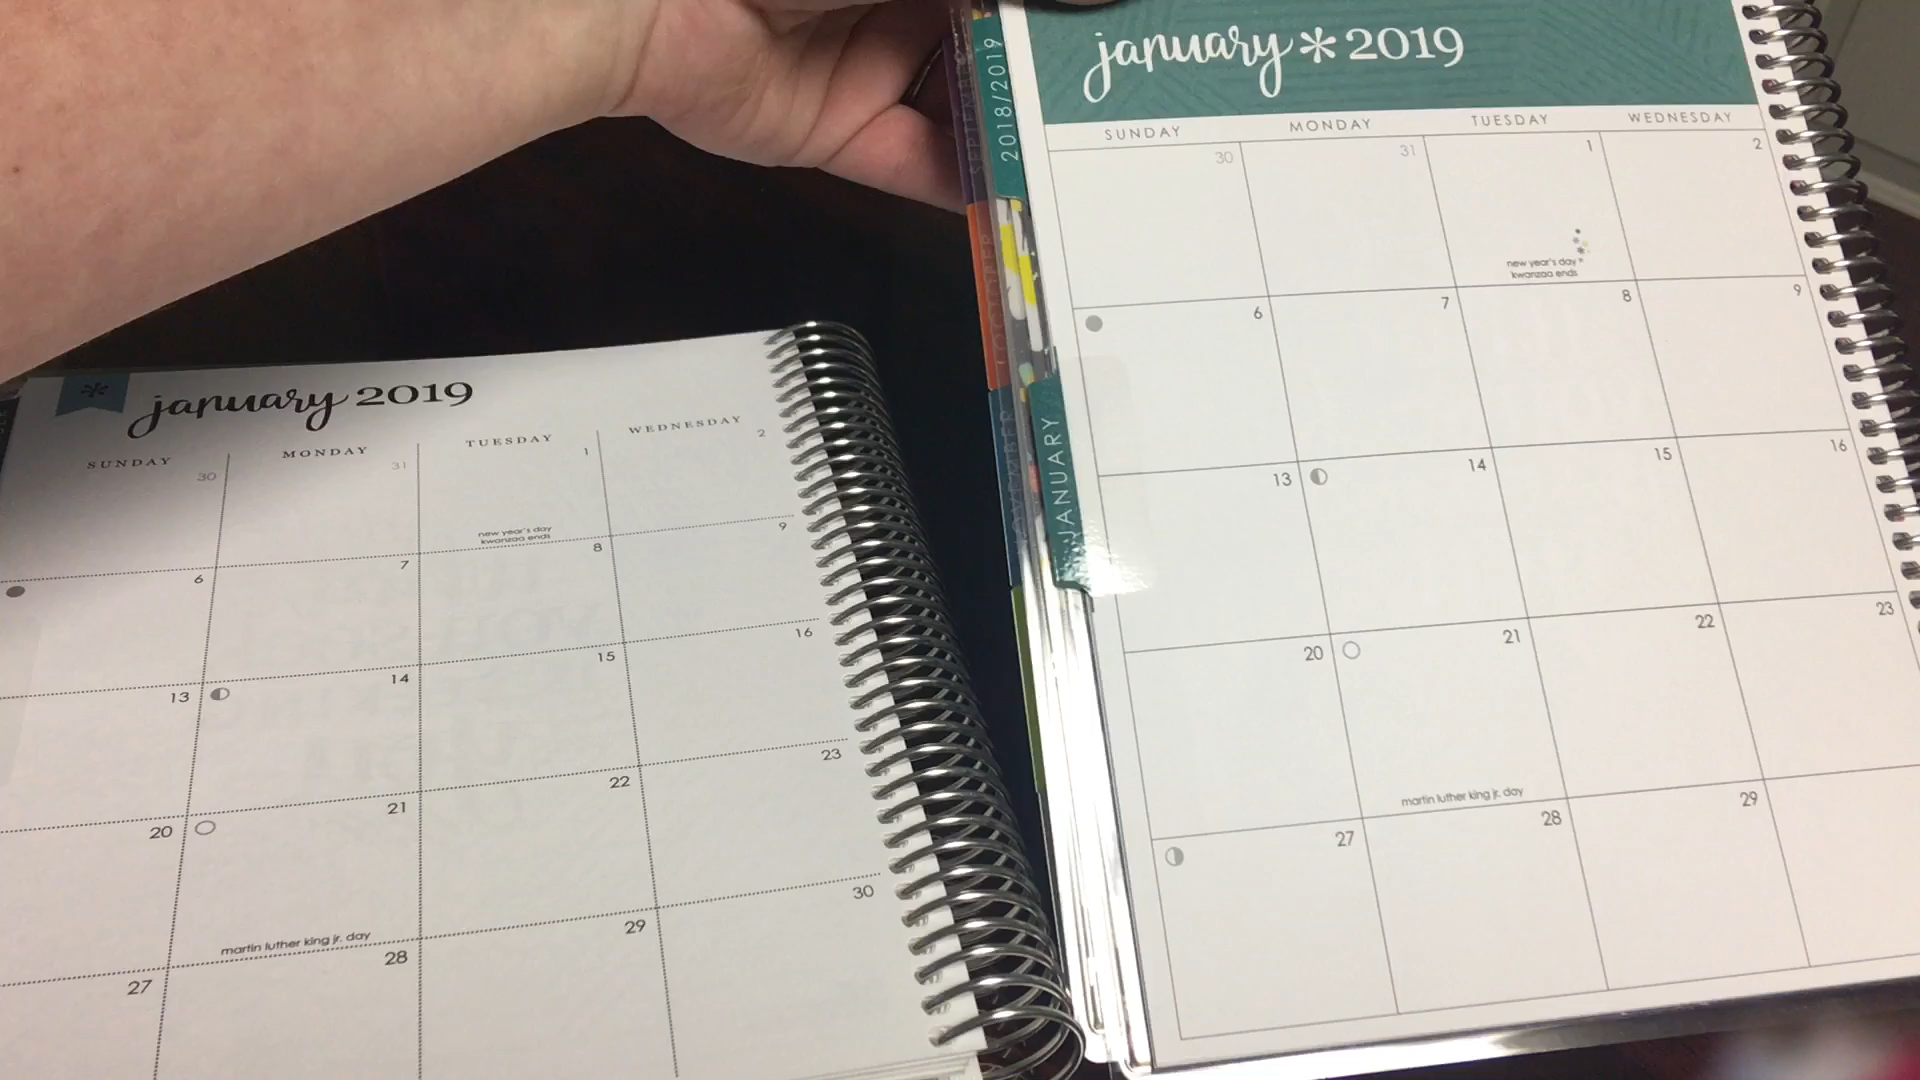 january 2019
SUNDAY MONDAY TUESDAY WEDNESDAY
30 31 1 2
new year's day
kwanzaa ends
6 7 8 9
13 14 15 16
20 21 22 23
martin luther king jr. day
27 28 29 30
SEPTEMBER
2018/2019
OCTOBER
NOVEMBER
JANUARY
january * 2019
SUNDAY MONDAY TUESDAY WEDNESDAY
30 31 1 2
new year's day *
kwanzaa ends
6 7 8 9
13 14 15 16
20 21 22 23
martin luther king jr. day
27 28 29